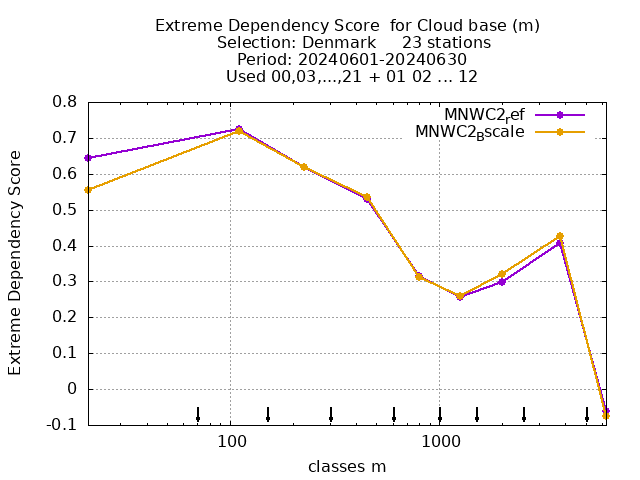 Extreme Dependency Score  for Cloud base (m)
Selection: Denmark     23 stations
Period: 20240601-20240630
Used 00,03,...,21 + 01 02 ... 12
MNWC2ref
MNWC2Bscale
Extreme Dependency Score
0.8
0.7
0.6
0.5
0.4
0.3
0.2
0.1
0
-0.1
100
1000
classes m